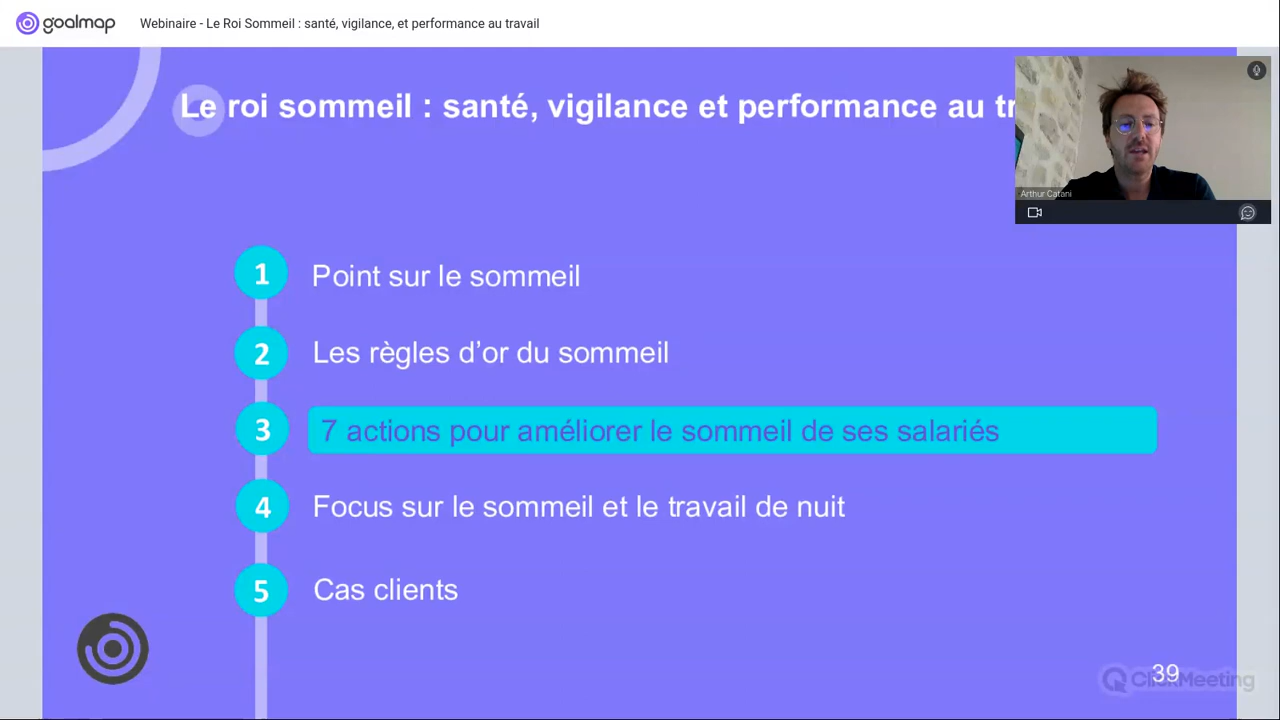 goalmap
Webinaire - Le Roi Sommeil : santé, vigilance, et performance au travail
Le roi sommeil : santé, vigilance et performance au tr
Arthur Catani
1 Point sur le sommeil
2 Les règles d’or du sommeil
3 7 actions pour améliorer le sommeil de ses salariés
4 Focus sur le sommeil et le travail de nuit
5 Cas clients
39
ClickMeeting